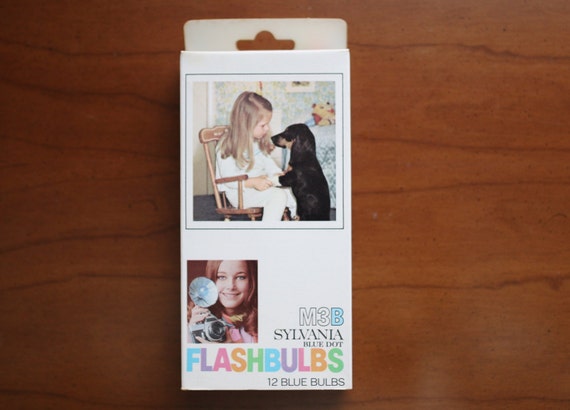 M3B
SYLVANIA
BLUE DOT
FLASHBULBS
12 BLUE BULBS